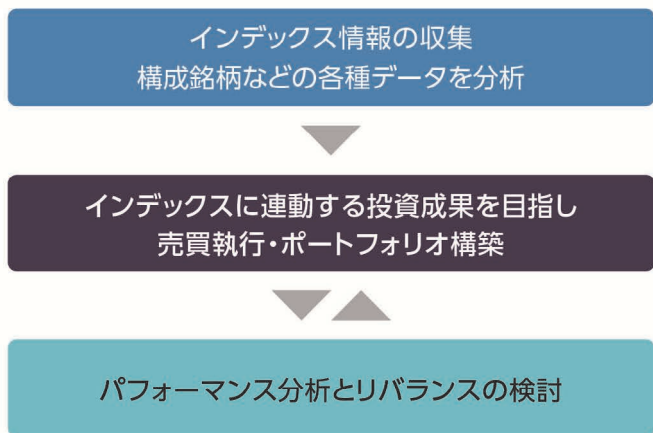 インデックス情報の収集
構成銘柄などの各種データを分析
インデックスに連動する投資成果を目指し
売買執行・ポートフォリオ構築
パフォーマンス分析とリバランスの検討